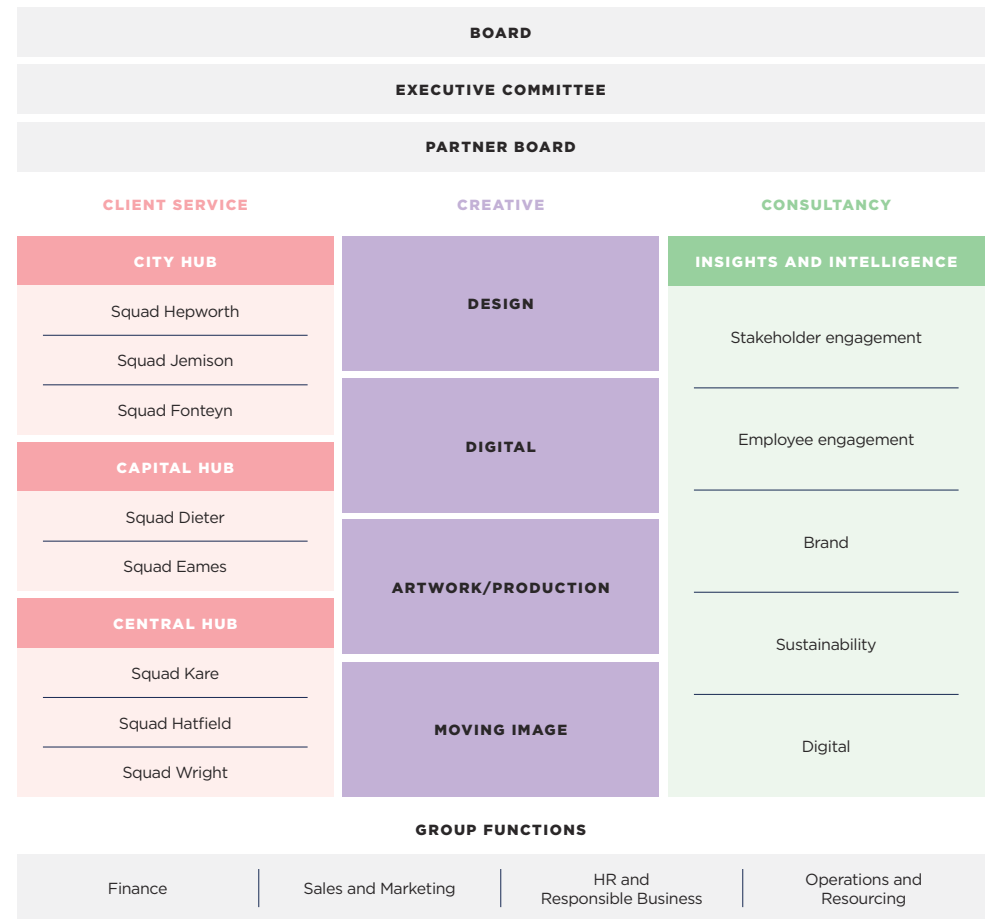 BOARD
EXECUTIVE COMMITTEE
PARTNER BOARD
CLIENT SERVICE
CITY HUB
Squad Hepworth
Squad Jemison
Squad Fonteyn
CAPITAL HUB
Squad Dieter
Squad Eames
CENTRAL HUB
Squad Kare
Squad Hatfield
Squad Wright
CREATIVE
DESIGN
DIGITAL
ARTWORK/PRODUCTION
MOVING IMAGE
CONSULTANCY
INSIGHTS AND INTELLIGENCE
Stakeholder engagement
Employee engagement
Brand
Sustainability
Digital
GROUP FUNCTIONS
Finance
Sales and Marketing
HR and
Responsible Business
Operations and
Resourcing